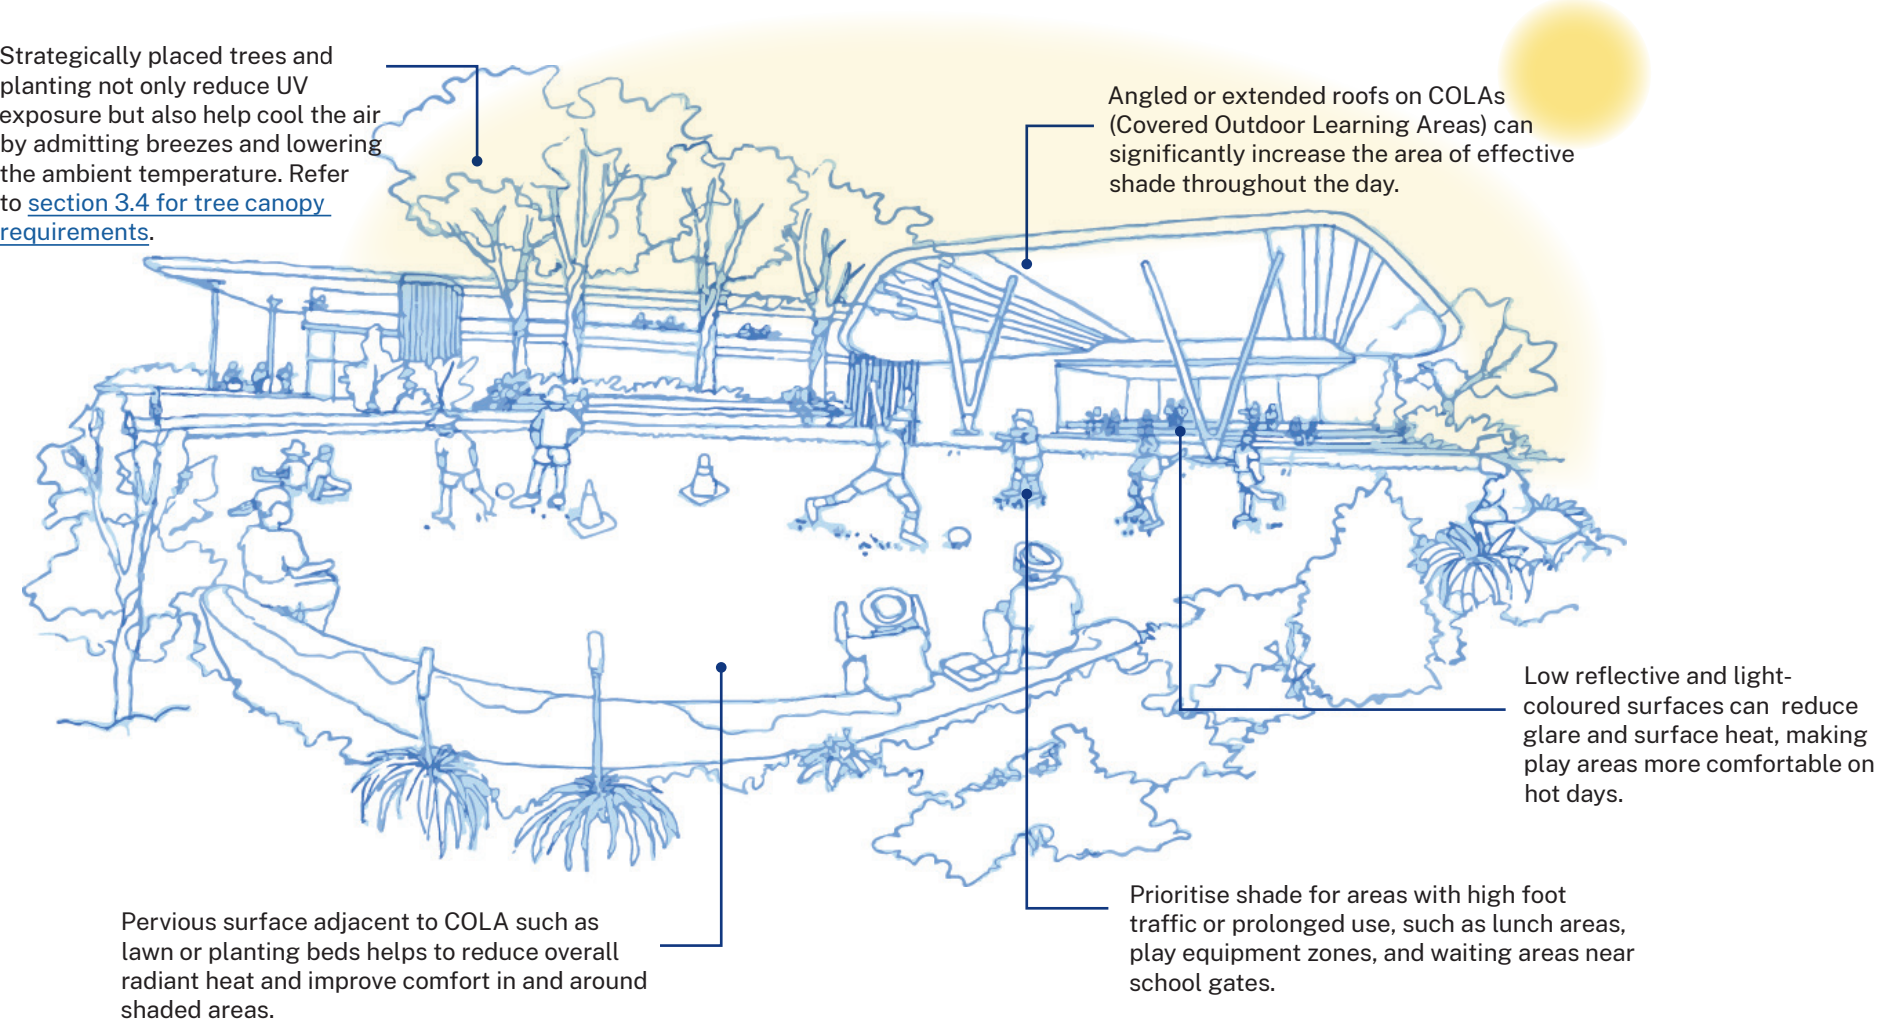 Strategically placed trees and
planting not only reduce UV
exposure but also help cool the air
by admitting breezes and lowering
the ambient temperature. Refer
to section 3.4 for tree canopy
requirements.
Angled or extended roofs on COLAs
(Covered Outdoor Learning Areas) can
significantly increase the area of effective
shade throughout the day.
Low reflective and light-
coloured surfaces can reduce
glare and surface heat, making
play areas more comfortable on
hot days.
Pervious surface adjacent to COLA such as
lawn or planting beds helps to reduce overall
radiant heat and improve comfort in and around
shaded areas.
Prioritise shade for areas with high foot
traffic or prolonged use, such as lunch areas,
play equipment zones, and waiting areas near
school gates.